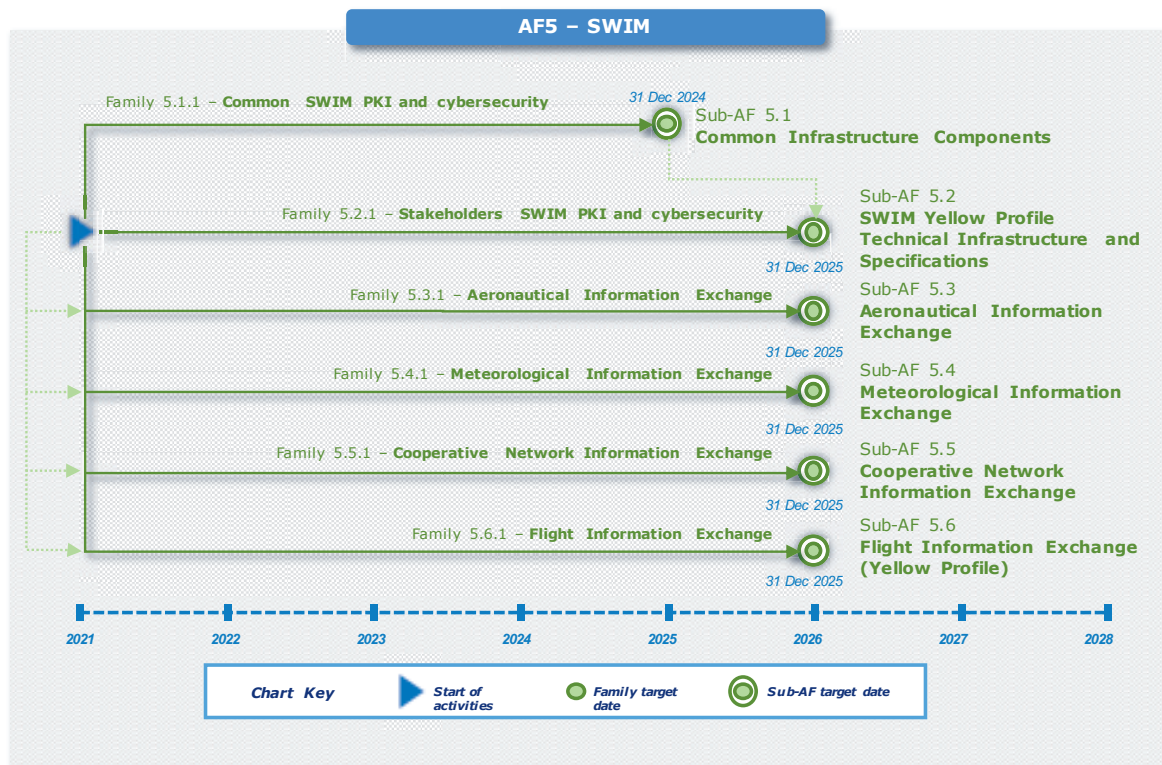 AF5 – SWIM
Family 5.1.1 – Common SWIM PKI and cybersecurity
31 Dec 2024
Sub-AF 5.1
Common Infrastructure Components
Family 5.2.1 – Stakeholders SWIM PKI and cybersecurity
31 Dec 2025
Sub-AF 5.2
SWIM Yellow Profile
Technical Infrastructure and
Specifications
Family 5.3.1 – Aeronautical Information Exchange
31 Dec 2025
Sub-AF 5.3
Aeronautical Information
Exchange
Family 5.4.1 – Meteorological Information Exchange
31 Dec 2025
Sub-AF 5.4
Meteorological Information
Exchange
Family 5.5.1 – Cooperative Network Information Exchange
31 Dec 2025
Sub-AF 5.5
Cooperative Network
Information Exchange
Family 5.6.1 – Flight Information Exchange
31 Dec 2025
Sub-AF 5.6
Flight Information Exchange
(Yellow Profile)
2021 2022 2023 2024 2025 2026 2027 2028
Chart Key
Start of
activities
Family target
date
Sub-AF target date